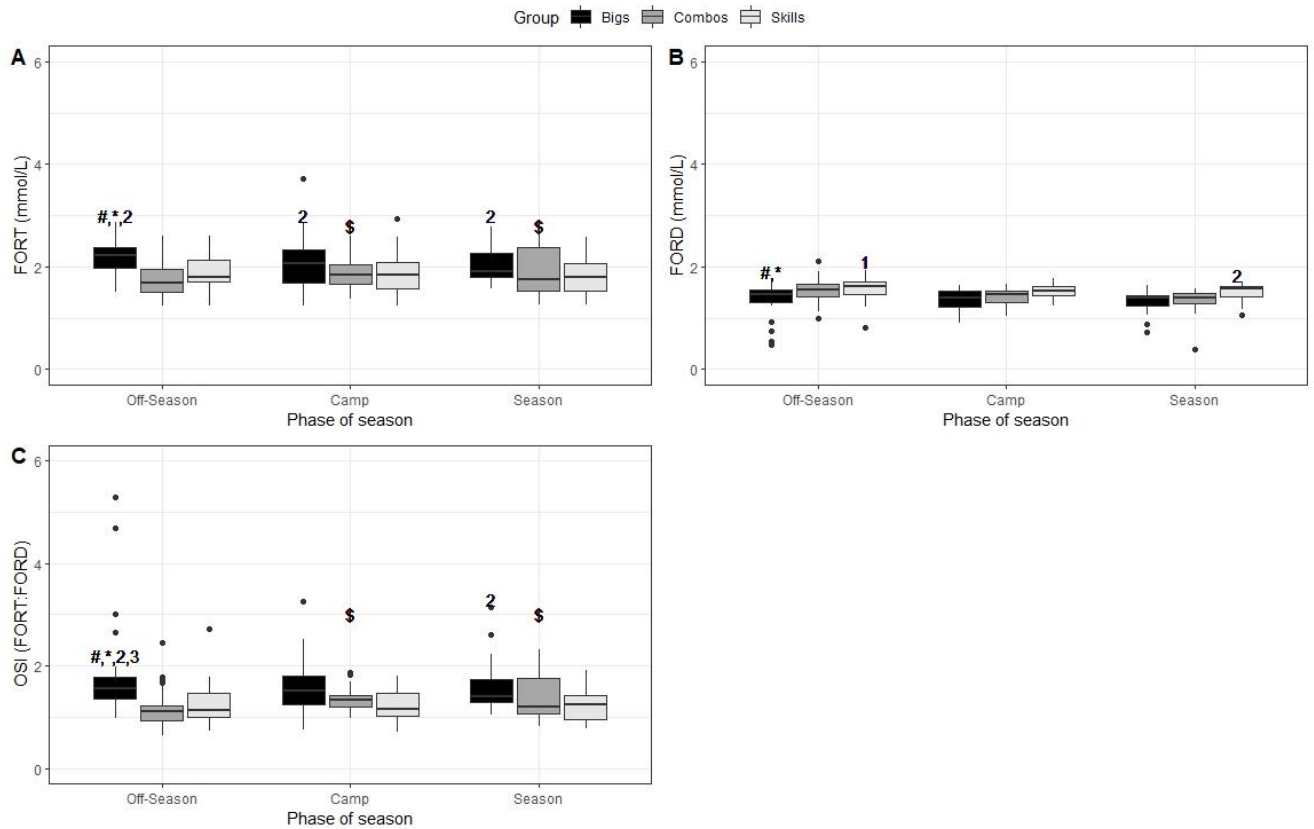 Group Bigs Combos Skills
A
6
4
2
0
FORT (mmol/L)
#,*,2
2
$
2
$
Off-Season Camp Season
Phase of season
B
6
4
2
0
FORD (mmol/L)
#,*
1
2
Off-Season Camp Season
Phase of season
C
6
4
2
0
OSI (FORT:FORD)
#,*,2,3
$
2
$
Off-Season Camp Season
Phase of season